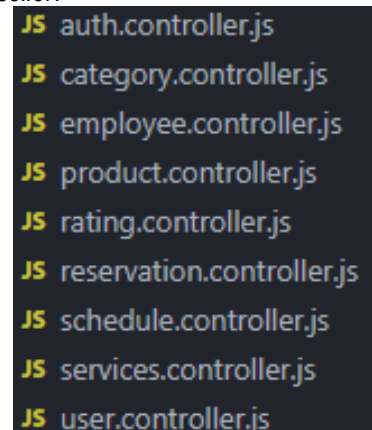 JS auth.controller.js
JS category.controller.js
JS employee.controller.js
JS product.controller.js
JS rating.controller.js
JS reservation.controller.js
JS schedule.controller.js
JS services.controller.js
JS user.controller.js